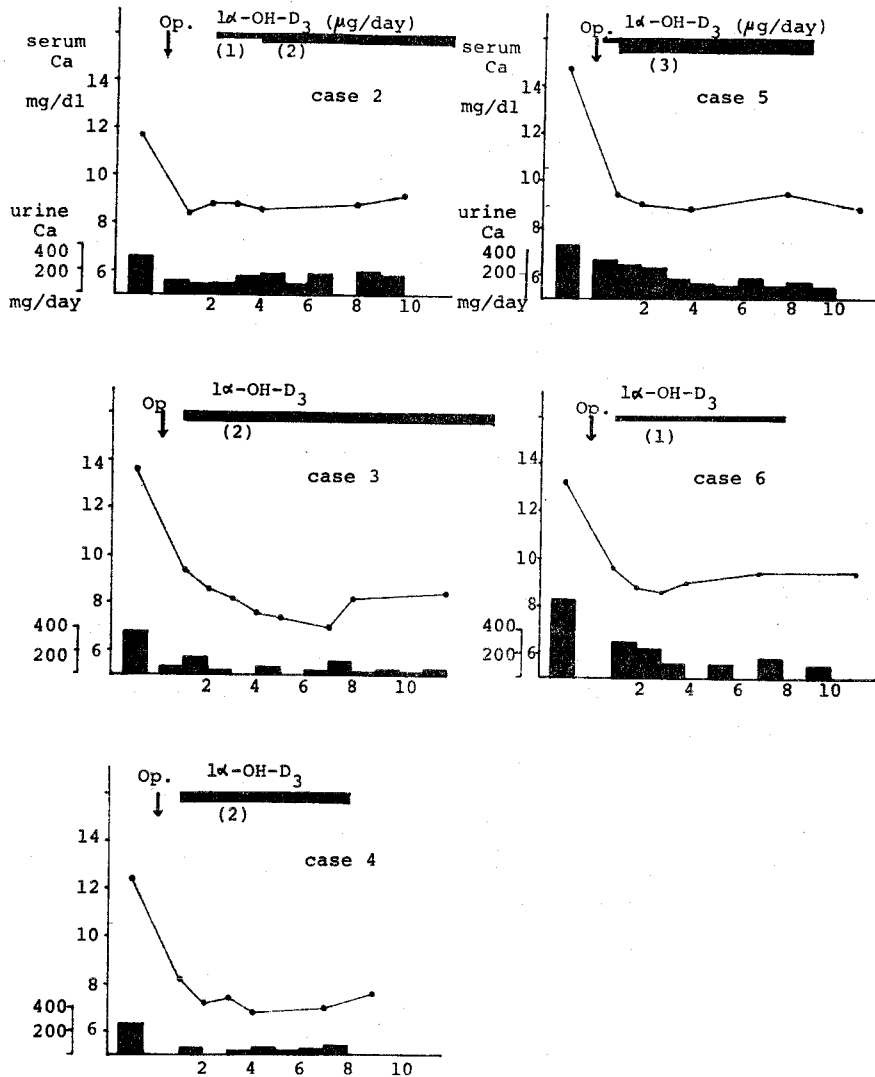 Op. 1α-OH-D3 (μg/day)
serum
Ca
(1) (2)
14
mg/dl
case 2
12
10
urine
Ca
8
400
200
6
mg/day
2 4 6 8 10
Op. 1α-OH-D3 (μg/day)
serum
Ca
(3)
14
mg/dl
case 5
12
10
urine
Ca
8
400
200
6
mg/day
2 4 6 8 10
1α-OH-D3
Op
(2)
14
case 3
12
10
8
400
200
6
2 4 6 8 10
1α-OH-D3
Op.
(1)
14
case 6
12
10
8
400
200
6
2 4 6 8 10
Op. 1α-OH-D3
(2)
14
case 4
12
10
8
400
200
6
2 4 6 8 10